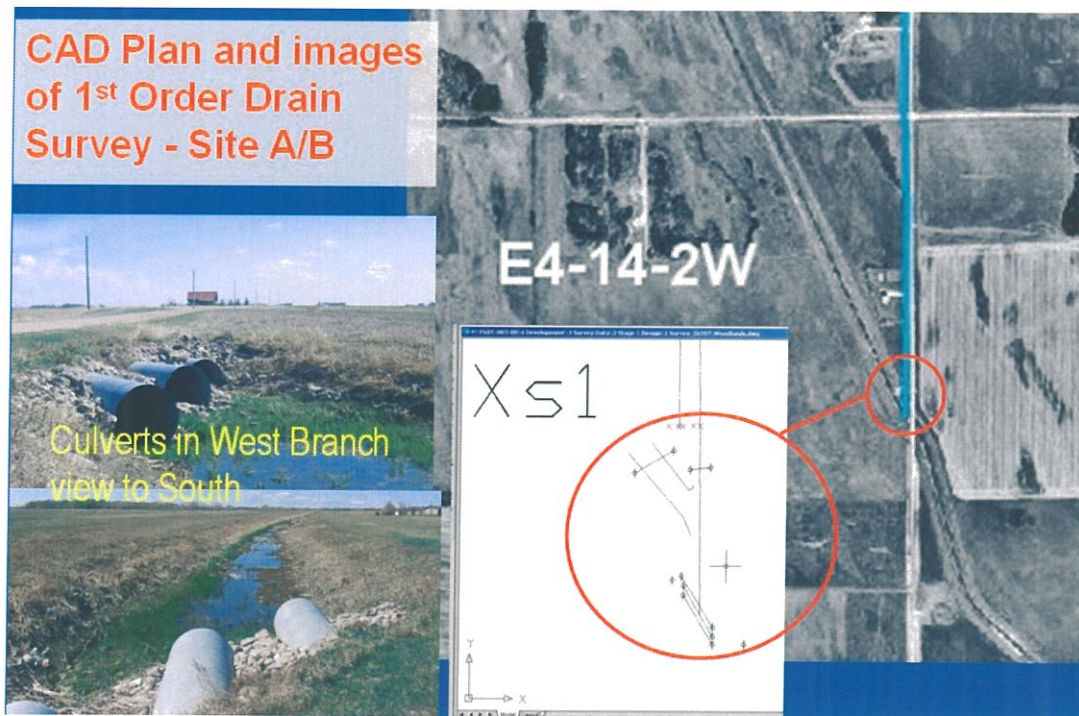 CAD Plan and images
of 1st Order Drain
Survey - Site A/B
E4-14-2W
Xs1
Culverts in West Branch
view to South
Y
X
Model